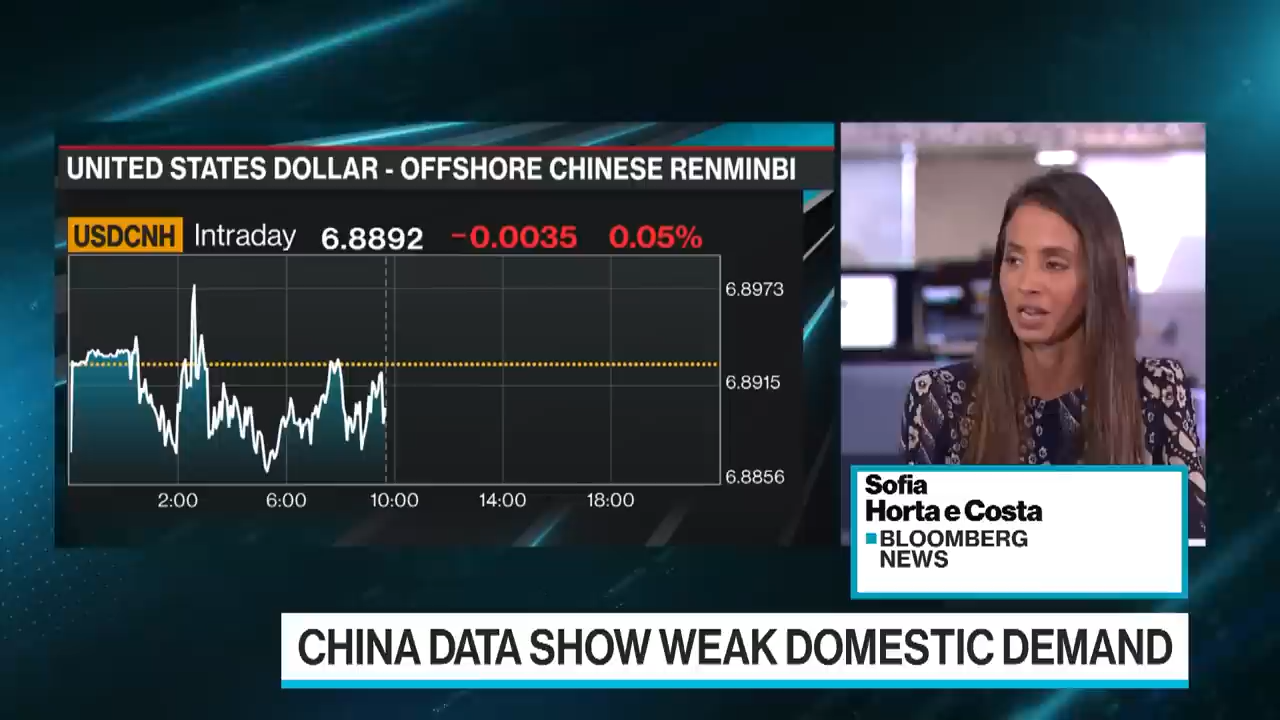 UNITED STATES DOLLAR - OFFSHORE CHINESE RENMINBI
USDCNH Intraday 6.8892 -0.0035 0.05%
6.8973
6.8915
6.8856
2:00 6:00 10:00 14:00 18:00
Sofia
Horta e Costa
BLOOMBERG
NEWS
CHINA DATA SHOW WEAK DOMESTIC DEMAND